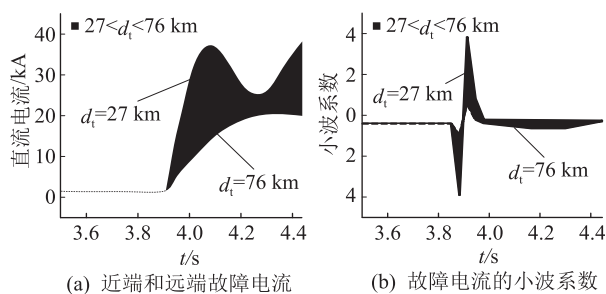 ■ 27<dt<76 km
直流电流/kA
40
30
20
10
0
dt=27 km
dt=76 km
3.6 3.8 4.0 4.2 4.4
t/s
(a) 近端和远端故障电流
■ 27<dt<76 km
小波系数
4
2
0
2
4
dt=27 km
dt=76 km
3.6 3.8 4.0 4.2 4.4
t/s
(b) 故障电流的小波系数